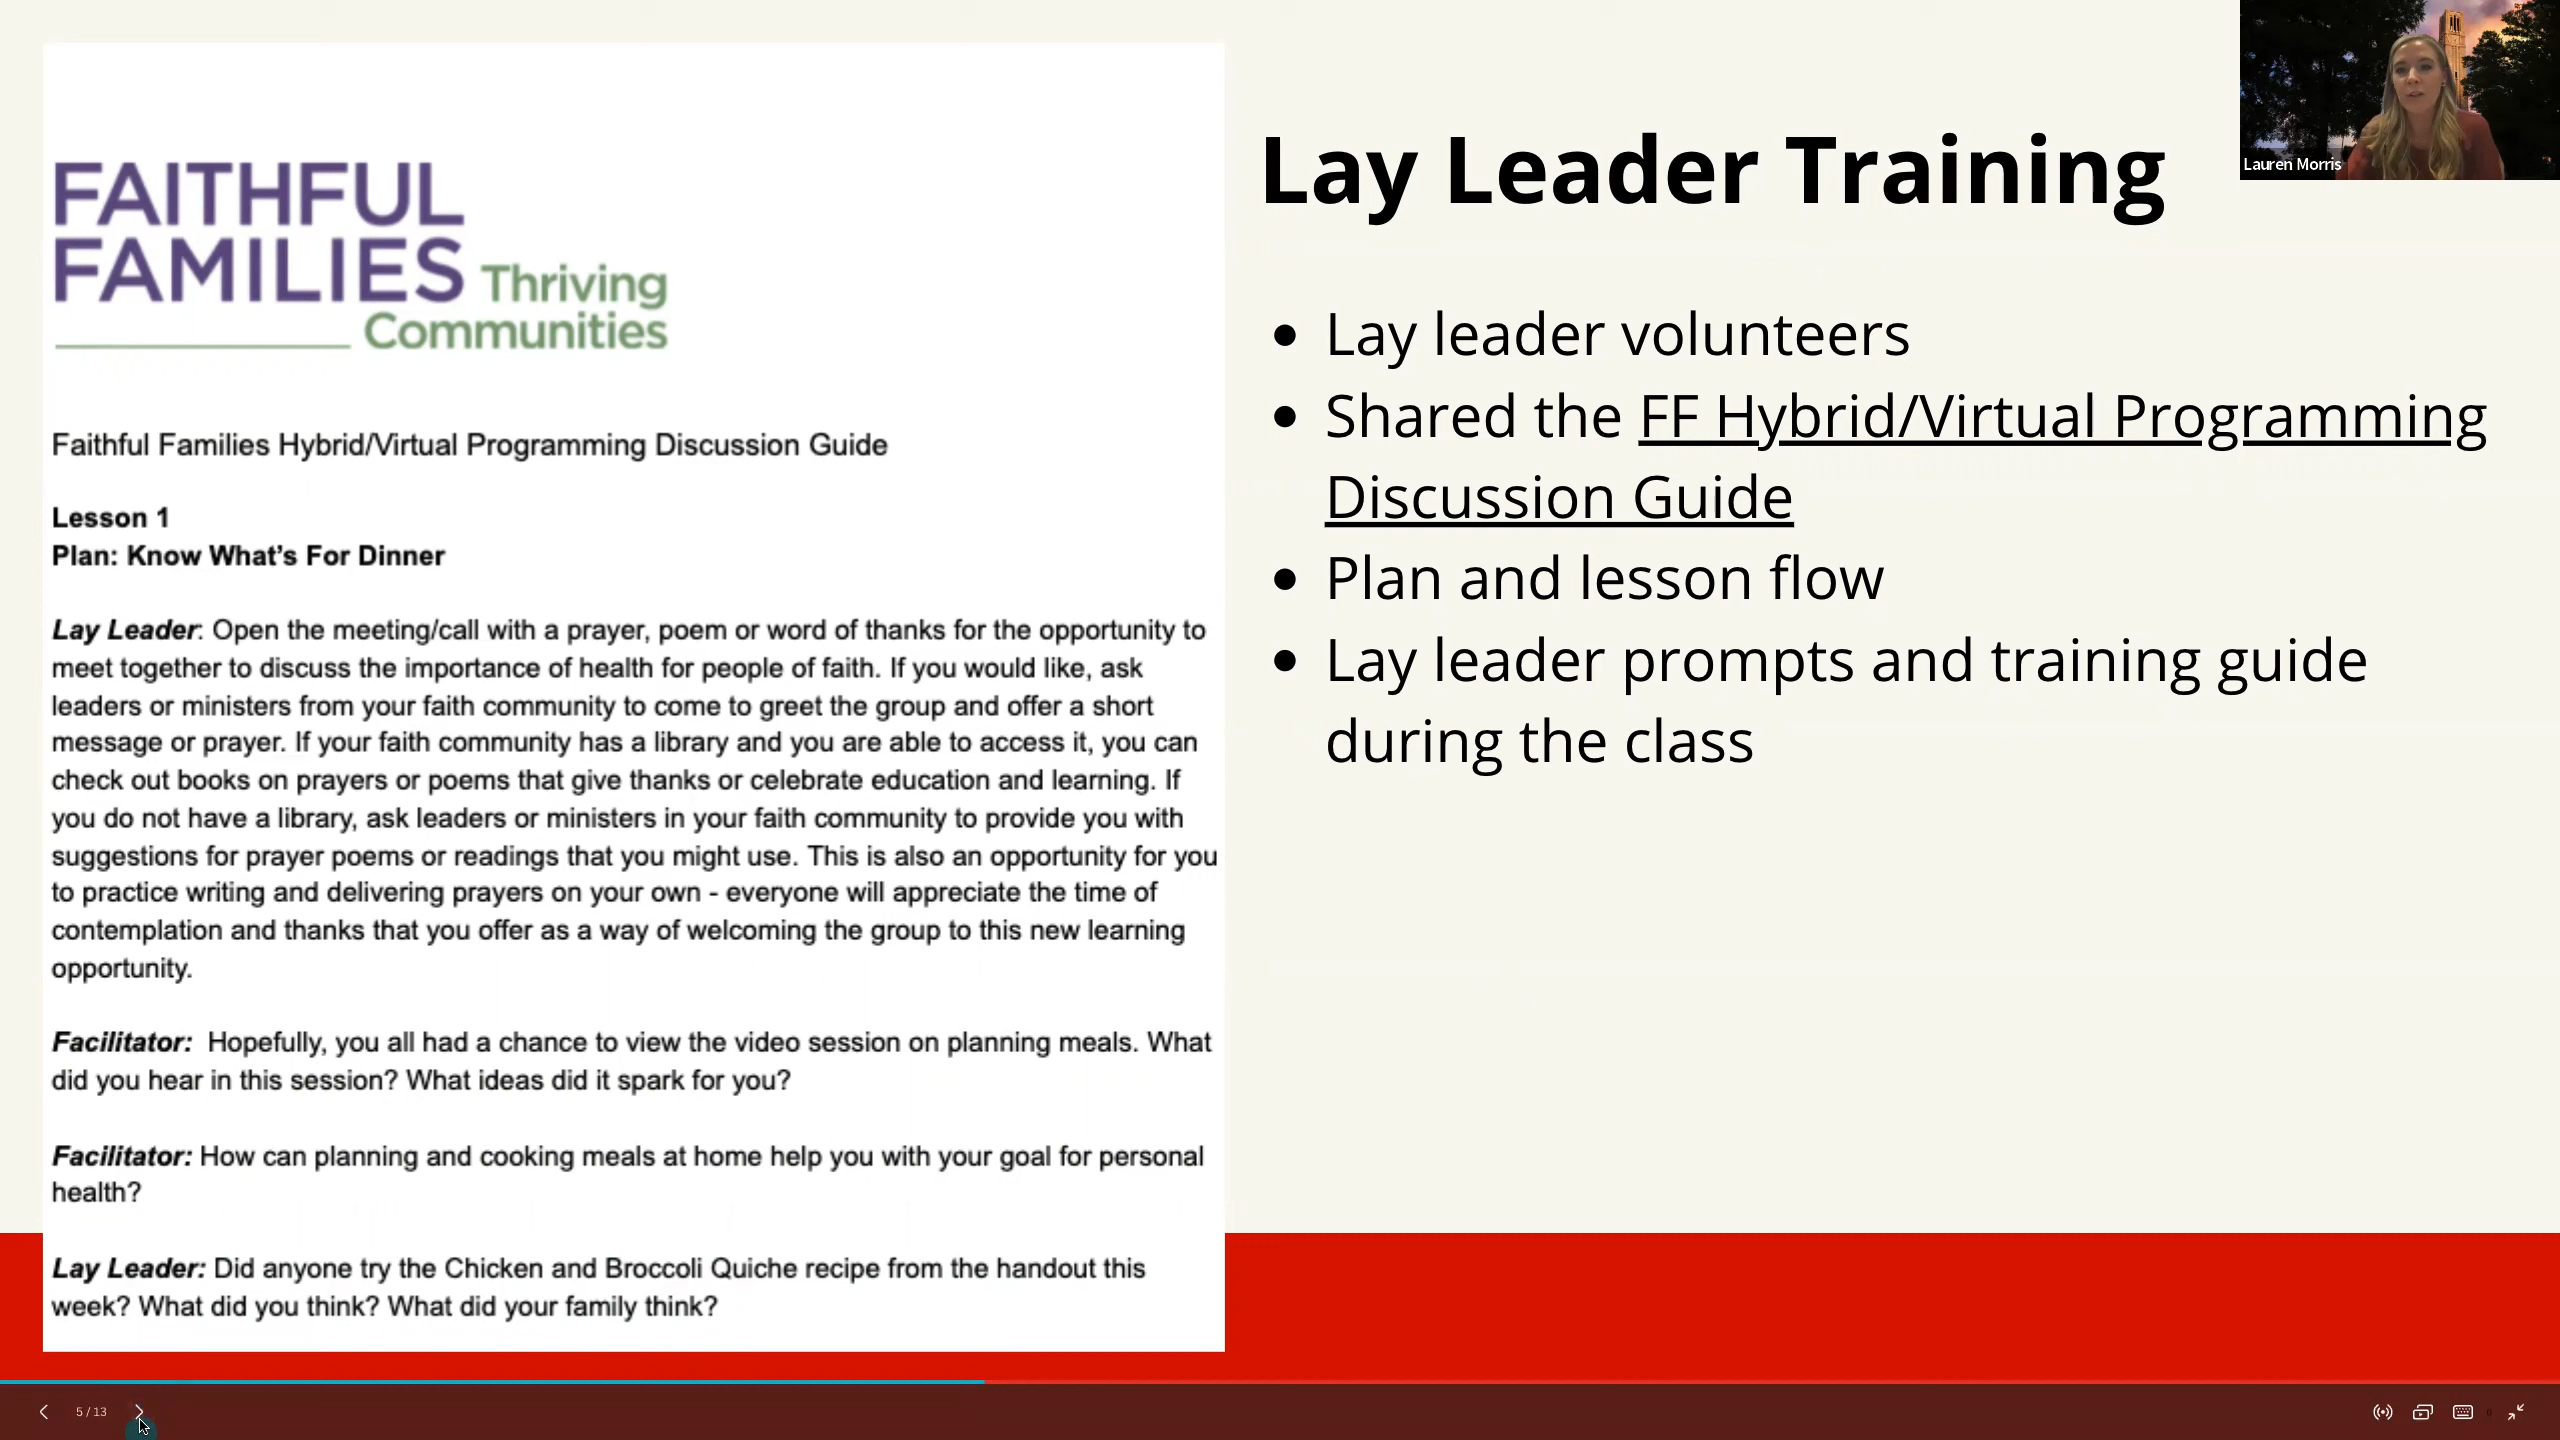 FAITHFUL
FAMILIES Thriving
Communities
Faithful Families Hybrid/Virtual Programming Discussion Guide
Lesson 1
Plan: Know What's For Dinner
Lay Leader: Open the meeting/call with a prayer, poem or word of thanks for the opportunity to
meet together to discuss the importance of health for people of faith. If you would like, ask
leaders or ministers from your faith community to come to greet the group and offer a short
message or prayer. If your faith community has a library and you are able to access it, you can
check out books on prayers or poems that give thanks or celebrate education and learning. If
you do not have a library, ask leaders or ministers in your faith community to provide you with
suggestions for prayer poems or readings that you might use. This is also an opportunity for you
to practice writing and delivering prayers on your own - everyone will appreciate the time of
contemplation and thanks that you offer as a way of welcoming the group to this new learning
opportunity.
Facilitator: Hopefully, you all had a chance to view the video session on planning meals. What
did you hear in this session? What ideas did it spark for you?
Facilitator: How can planning and cooking meals at home help you with your goal for personal
health?
Lay Leader: Did anyone try the Chicken and Broccoli Quiche recipe from the handout this
week? What did you think? What did your family think?
Lay Leader Training
• Lay leader volunteers
• Shared the FF Hybrid/Virtual Programming
Discussion Guide
• Plan and lesson flow
• Lay leader prompts and training guide
during the class
Lauren Morris
5 / 13
0